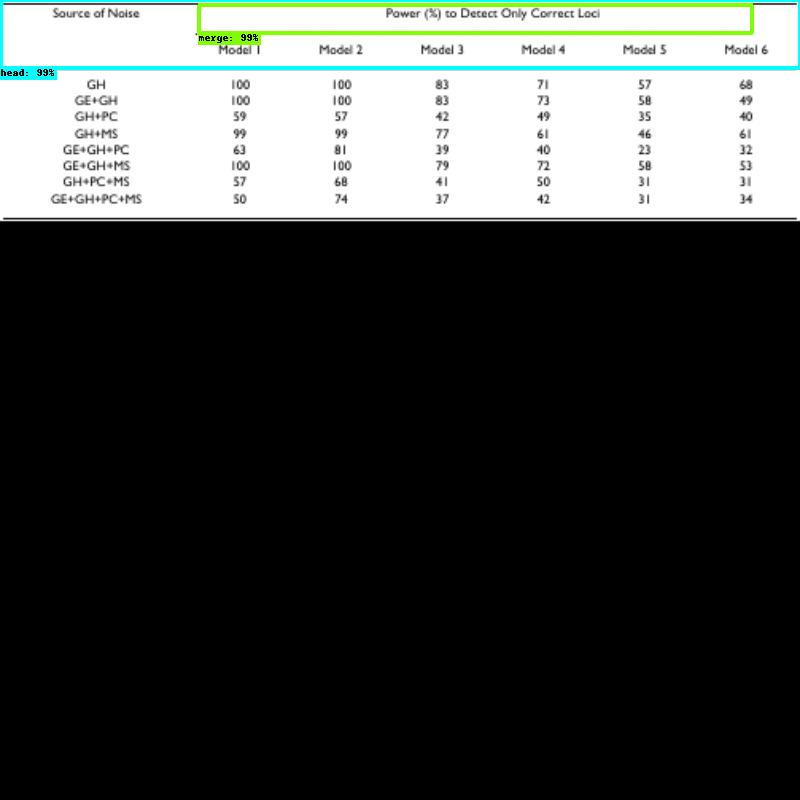 Source of Noise Power (%) to Detect Only Correct Loci
merge: 99%
Model 1 Model 2 Model 3 Model 4 Model 5 Model 6
head: 99%
GH 100 100 83 71 57 68
GE+GH 100 100 83 73 58 49
GH+PC 59 57 42 49 35 40
GH+MS 99 99 77 61 46 61
GE+GH+PC 63 81 39 40 23 32
GE+GH+MS 100 100 79 72 58 53
GH+PC+MS 57 68 41 50 31 31
GE+GH+PC+MS 50 74 37 42 31 34